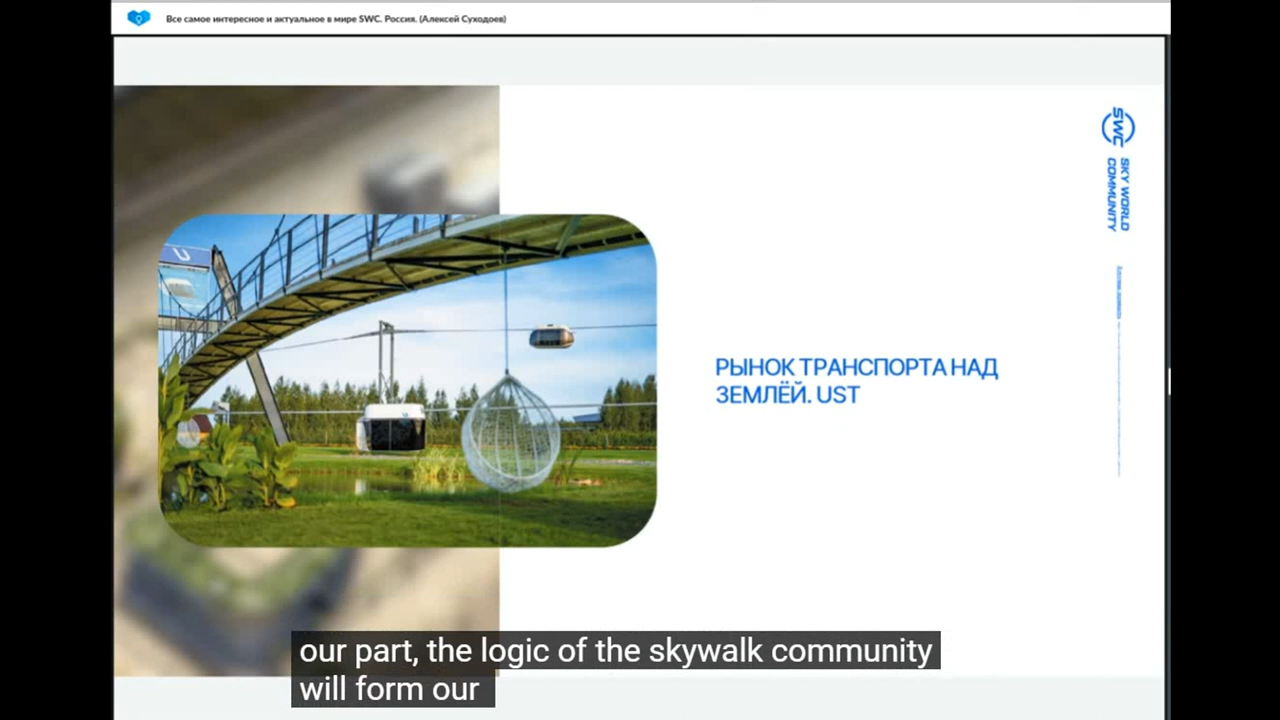 Все самое интересное и актуальное в мире SWC. Россия. (Алексей Суходоев)
SWC
SKY WORLD
COMMUNITY
U
РЫНОК ТРАНСПОРТА НАД
ЗЕМЛЁЙ. UST
our part, the logic of the skywalk community
will form our